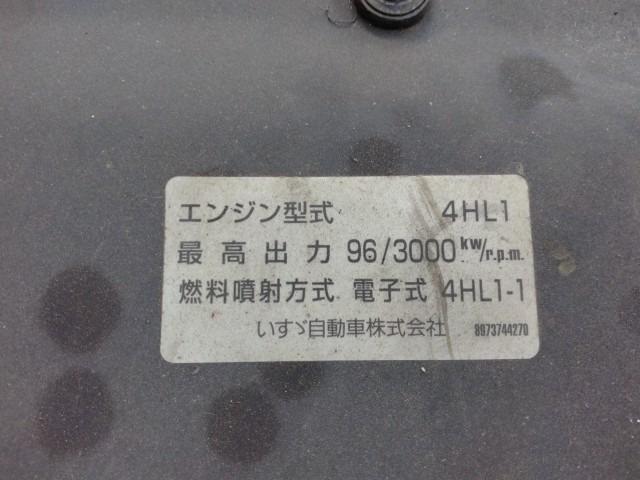 エンジン型式 4HL1
最高出力 96/3000 kw/r.p.m.
燃料噴射方式 電子式 4HL1-1
いすゞ自動車株式会社 8973744270